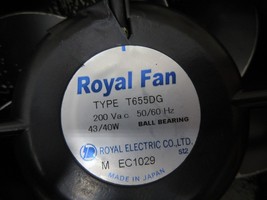 Royal Fan
TYPE T655DG
200 Vac 50/60 Hz
43/40W BALL BEARING
ROYAL ELECTRIC CO.,LTD.
M EC1029 512
MADE IN JAPAN